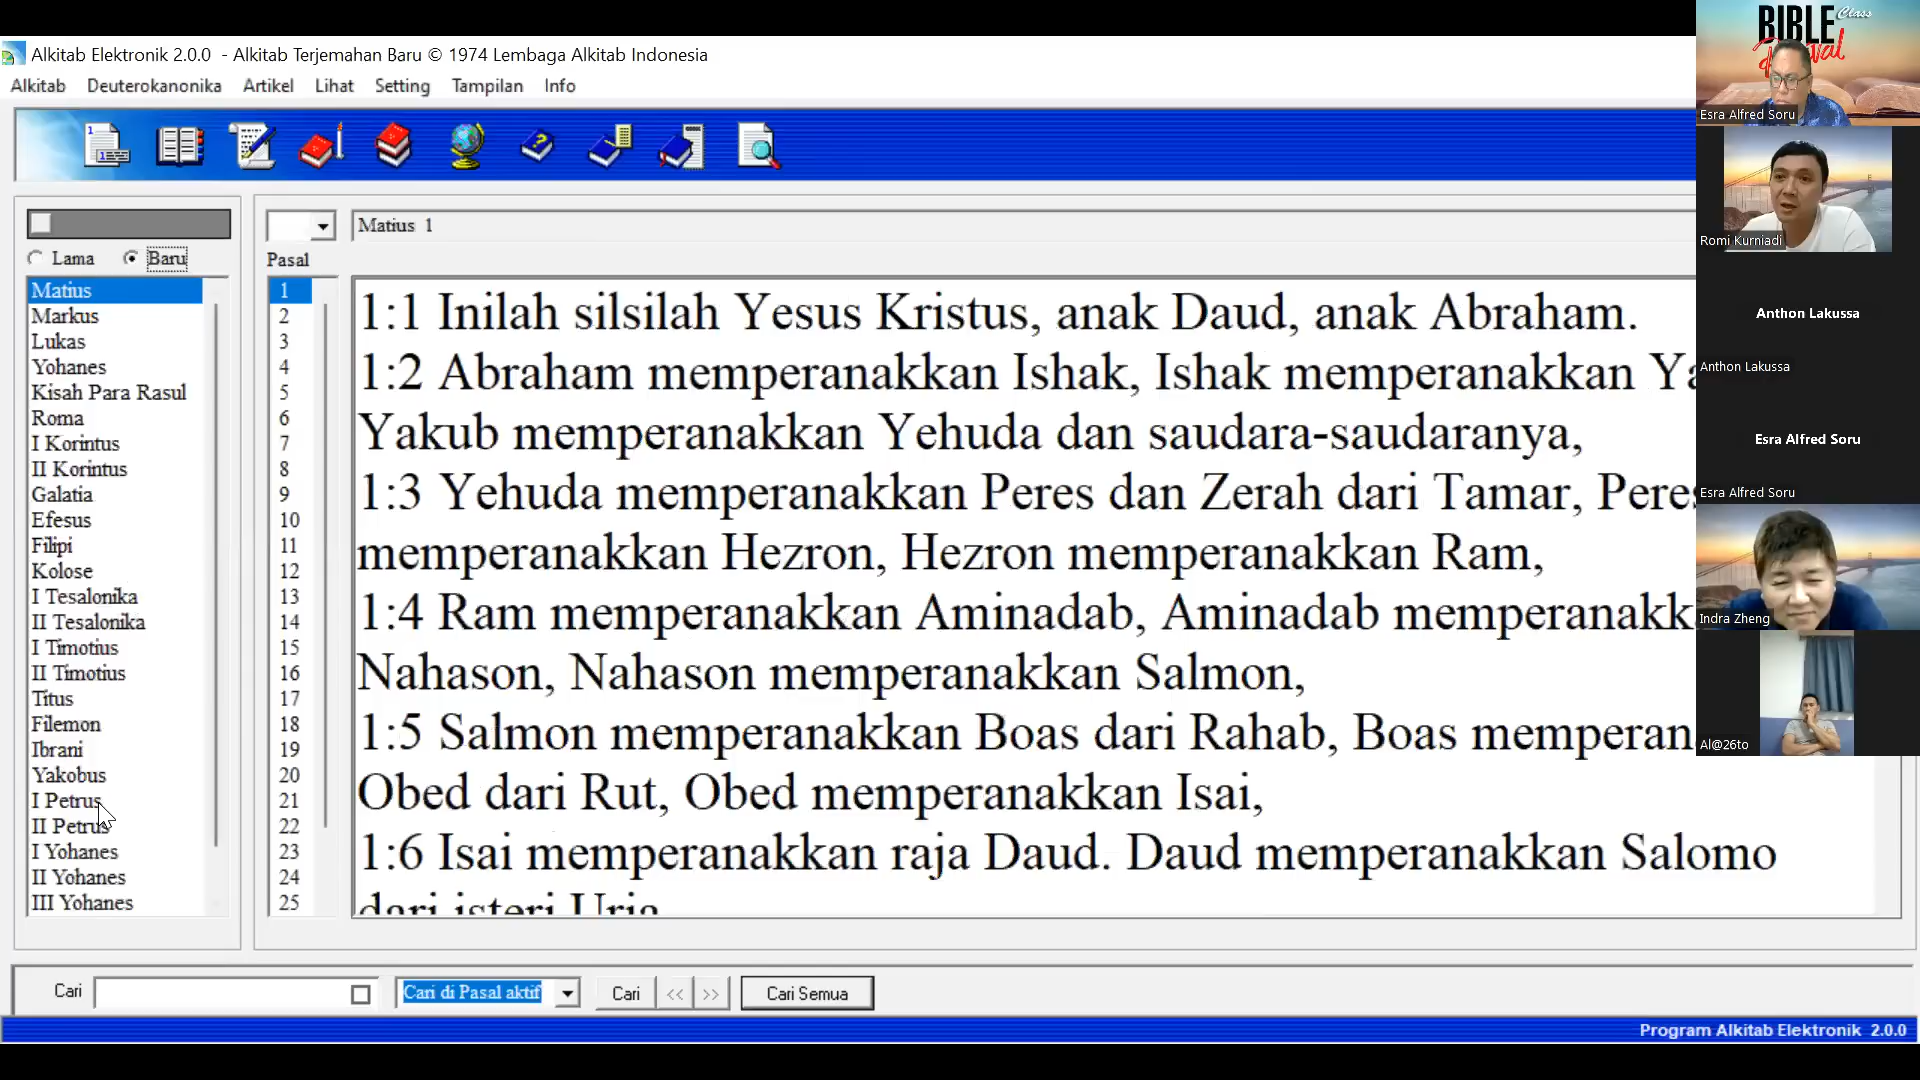 Alkitab Elektronik 2.0.0 - Alkitab Terjemahan Baru © 1974 Lembaga Alkitab Indonesia
Alkitab Deuterokanonika Artikel Lihat Setting Tampilan Info
Lama Baru
Matius
Markus
Lukas
Yohanes
Kisah Para Rasul
Roma
I Korintus
II Korintus
Galatia
Efesus
Filipi
Kolose
I Tesalonika
II Tesalonika
I Timotius
II Timotius
Titus
Filemon
Ibrani
Yakobus
I Petrus
II Petrus
I Yohanes
II Yohanes
III Yohanes
Matius 1
Pasal
1
2
3
4
5
6
7
8
9
10
11
12
13
14
15
16
17
18
19
20
21
22
23
24
25
1:1 Inilah silsilah Yesus Kristus, anak Daud, anak Abraham.
1:2 Abraham memperanakkan Ishak, Ishak memperanakkan Ya
Yakub memperanakkan Yehuda dan saudara-saudaranya,
1:3 Yehuda memperanakkan Peres dan Zerah dari Tamar, Peres
memperanakkan Hezron, Hezron memperanakkan Ram,
1:4 Ram memperanakkan Aminadab, Aminadab memperanakk
Nahason, Nahason memperanakkan Salmon,
1:5 Salmon memperanakkan Boas dari Rahab, Boas memperan
Obed dari Rut, Obed memperanakkan Isai,
1:6 Isai memperanakkan raja Daud. Daud memperanakkan Salomo
dari isteri Uria
Cari
Cari di Pasal aktif
Cari << >> Cari Semua
Program Alkitab Elektronik 2.0.0
BIBLE Class
Esra Alfred Soru
Romi Kurniadi
Anthon Lakussa
Anthon Lakussa
Esra Alfred Soru
Esra Alfred Soru
Indra Zheng
Al@26to